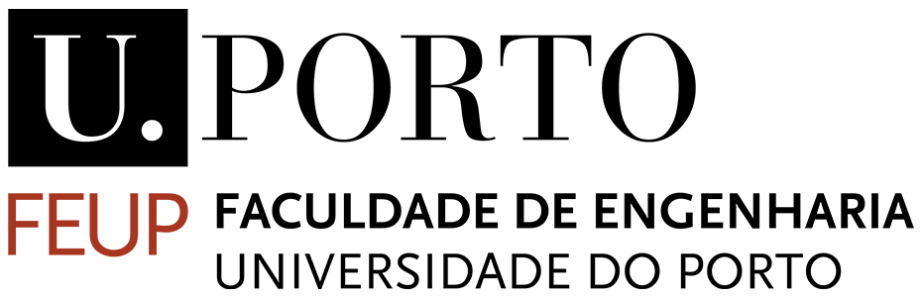 U. PORTO
FEUP FACULDADE DE ENGENHARIA
UNIVERSIDADE DO PORTO